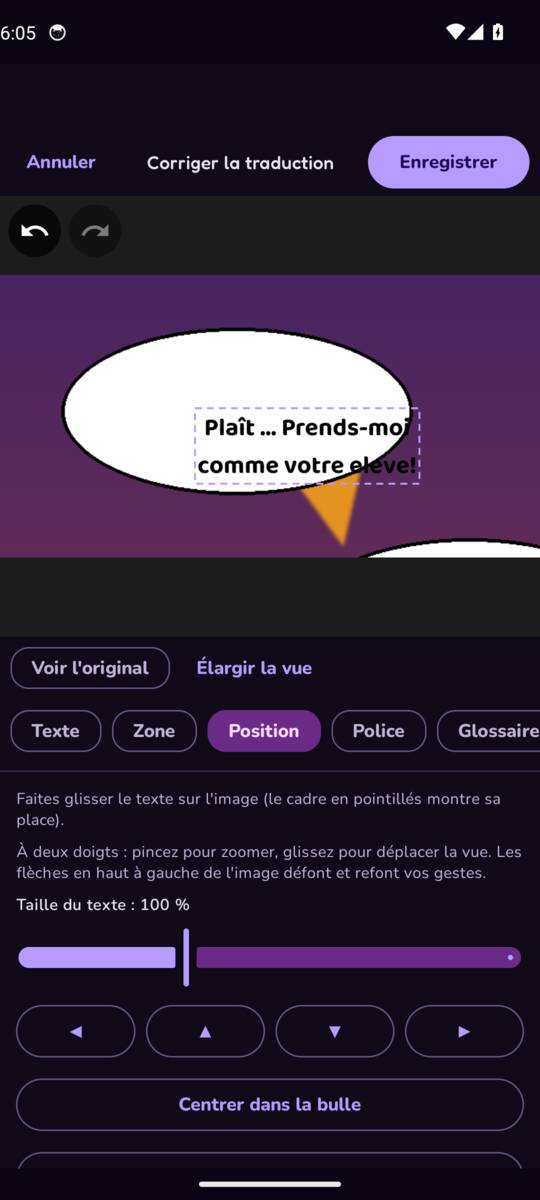 6:05
Annuler
Corriger la traduction
Enregistrer
Plaît ... Prends-moi
comme votre élève!
Voir l'original
Élargir la vue
Texte
Zone
Position
Police
Glossaire
Faites glisser le texte sur l'image (le cadre en pointillés montre sa
place).
À deux doigts : pincez pour zoomer, glissez pour déplacer la vue. Les
flèches en haut à gauche de l'image défont et refont vos gestes.
Taille du texte : 100 %
Centrer dans la bulle